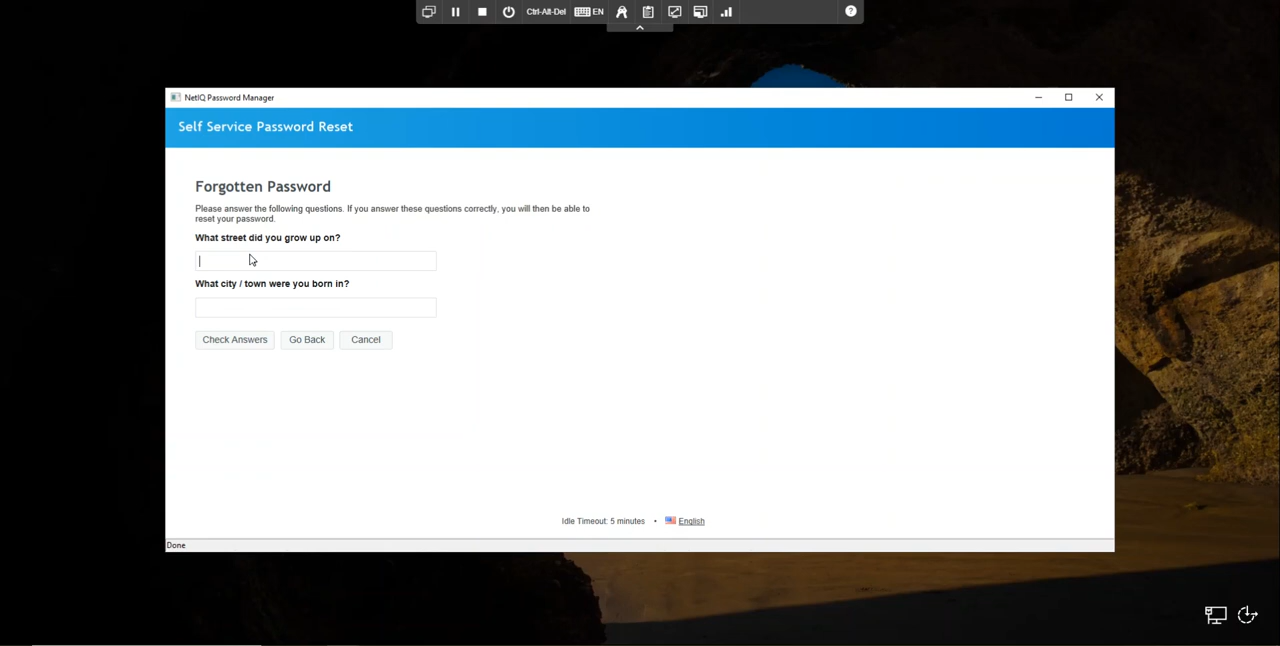 Ctrl-Alt-Del EN ?
NetIQ Password Manager
Self Service Password Reset
Forgotten Password
Please answer the following questions. If you answer these questions correctly, you will then be able to
reset your password.
What street did you grow up on?
What city / town were you born in?
Check Answers Go Back Cancel
Idle Timeout: 5 minutes • English
Done